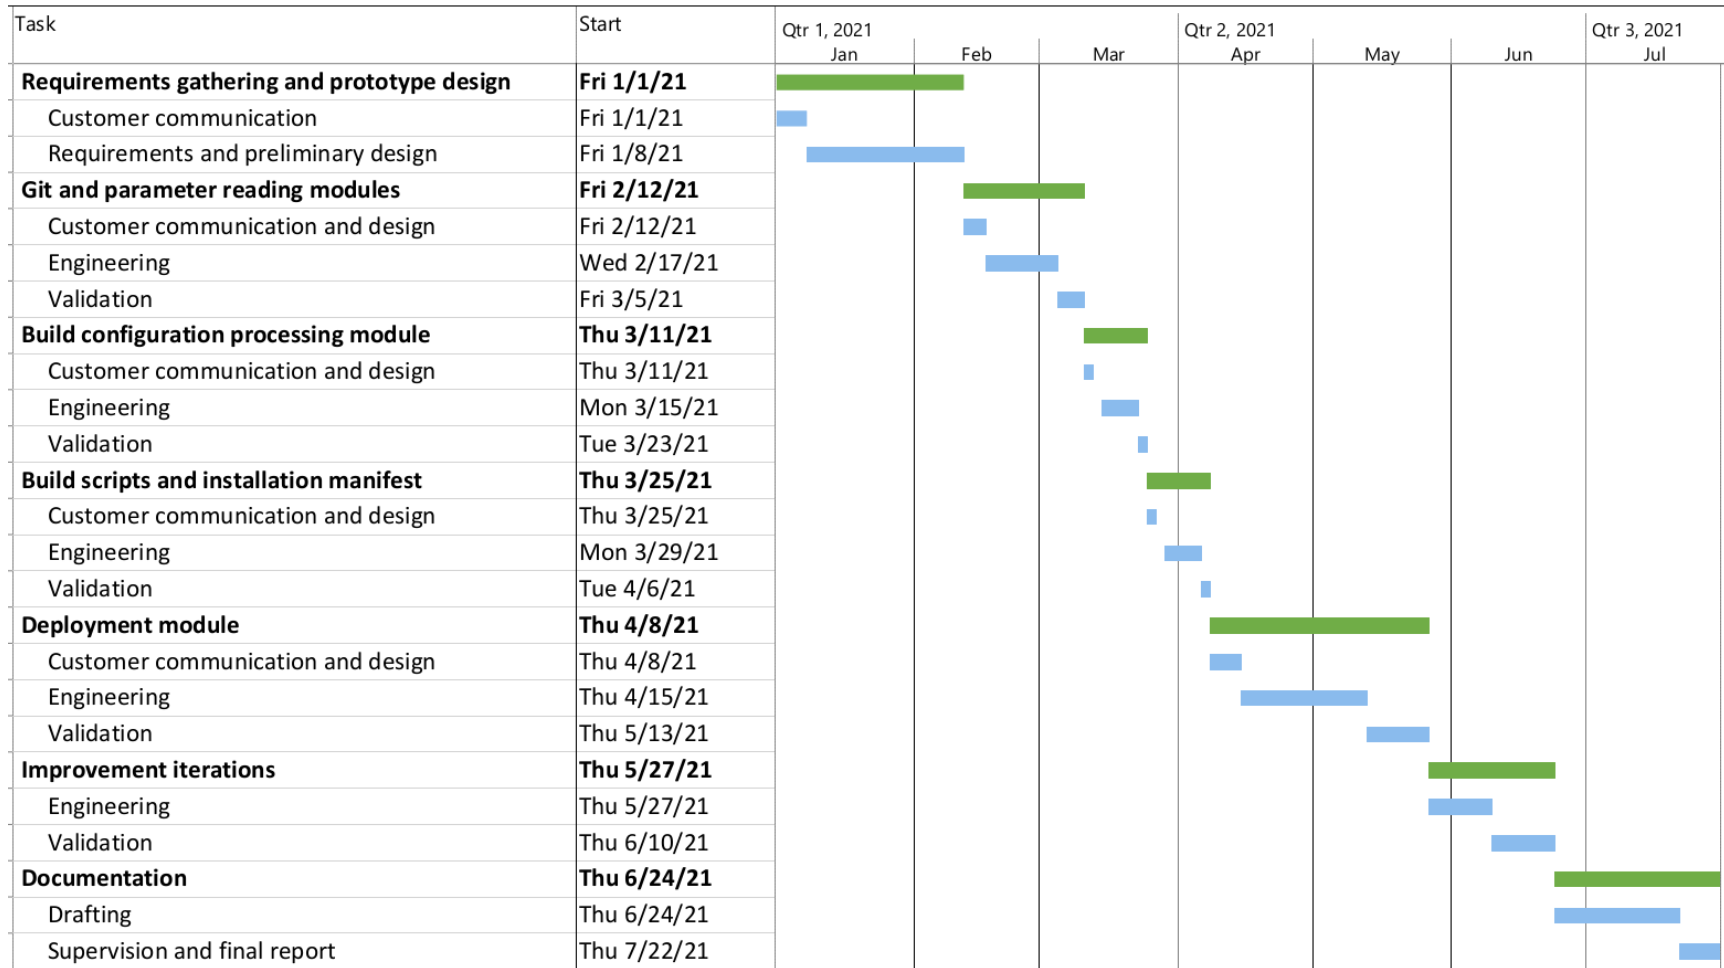 Task Start Qtr 1, 2021 Qtr 2, 2021 Qtr 3, 2021
Jan Feb Mar Apr May Jun Jul
Requirements gathering and prototype design Fri 1/1/21
Customer communication Fri 1/1/21
Requirements and preliminary design Fri 1/8/21
Git and parameter reading modules Fri 2/12/21
Customer communication and design Fri 2/12/21
Engineering Wed 2/17/21
Validation Fri 3/5/21
Build configuration processing module Thu 3/11/21
Customer communication and design Thu 3/11/21
Engineering Mon 3/15/21
Validation Tue 3/23/21
Build scripts and installation manifest Thu 3/25/21
Customer communication and design Thu 3/25/21
Engineering Mon 3/29/21
Validation Tue 4/6/21
Deployment module Thu 4/8/21
Customer communication and design Thu 4/8/21
Engineering Thu 4/15/21
Validation Thu 5/13/21
Improvement iterations Thu 5/27/21
Engineering Thu 5/27/21
Validation Thu 6/10/21
Documentation Thu 6/24/21
Drafting Thu 6/24/21
Supervision and final report Thu 7/22/21